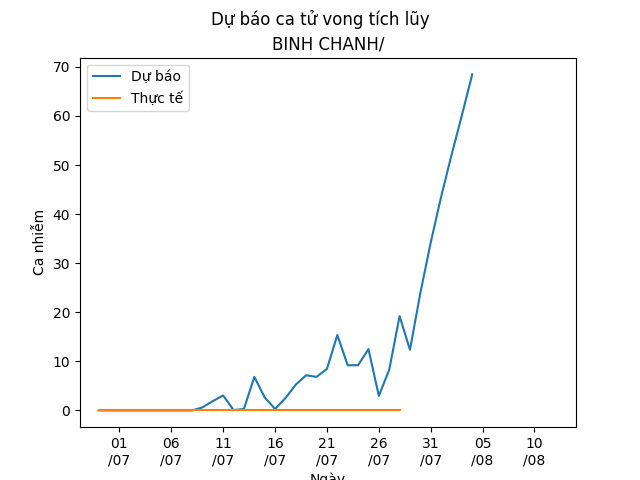 Dự báo ca tử vong tích lũy
BINH CHANH/
Dự báo
Thực tế
Ca nhiễm
70
60
50
40
30
20
10
0
01 06 11 16 21 26 31 05 10
/07 /07 /07 /07 /07 /07 /07 /08 /08
Ngày